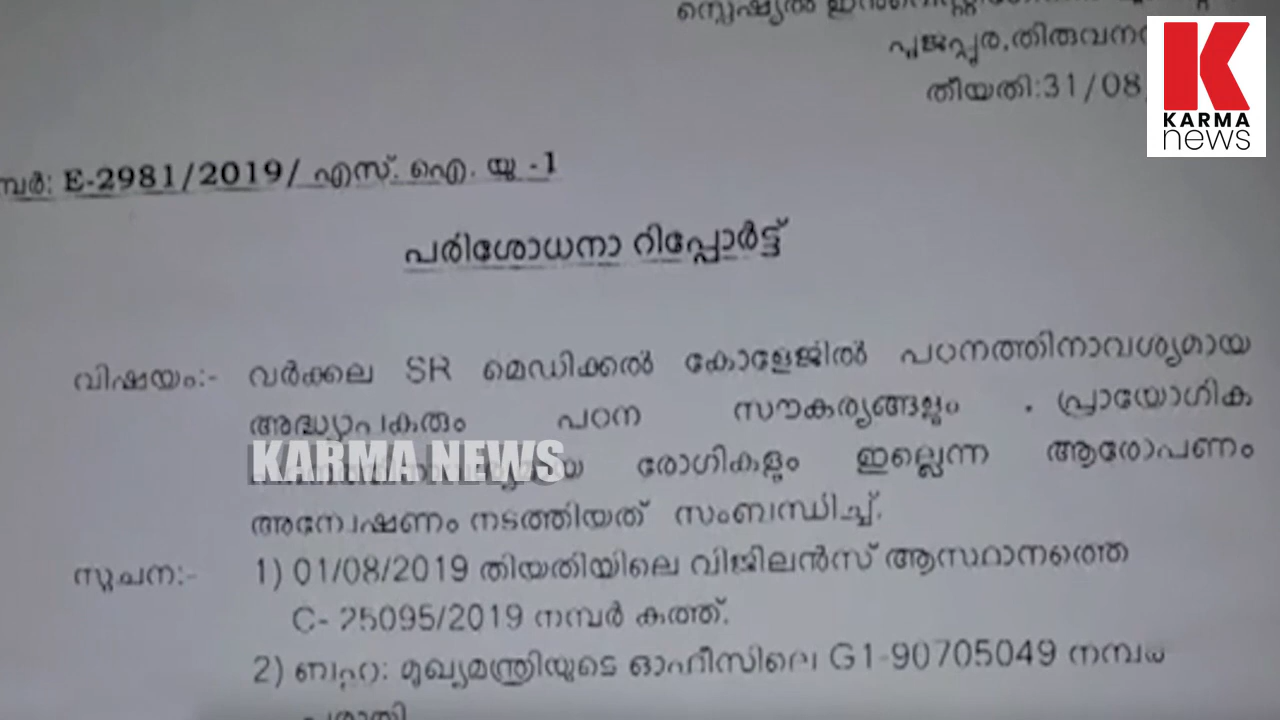 സ്പെഷ്യൽ
പൂജപ്പുര,
തീയതി:31/08
E-2981/2019/ എസ്. ഐ. യു -1
പരിശോധനാ റിപ്പോർട്ട്
വിഷയം:- വർക്കല SR മെഡിക്കൽ കോളേജിൽ പഠനത്തിനാവശ്യമായ
അദ്ധ്യാപകരും പഠന സൗകര്യങ്ങളും . പ്രായോഗിക
രോഗികളും ഇല്ലെന്ന ആരോപണം
അന്വേഷണം നടത്തിയത് സംബന്ധിച്ച്.
സൂചന:- 1) 01/08/2019 തിയതിയിലെ വിജിലൻസ് ആസ്ഥാനത്തെ
C- 25095/2019 നമ്പർ കത്ത്.
2) ബഹു: മുഖ്യമന്ത്രിയുടെ ഓഫീസിലെ G1-90705049 നമ്പർ
പരാതി
KARMA NEWS
K
KARMA
news